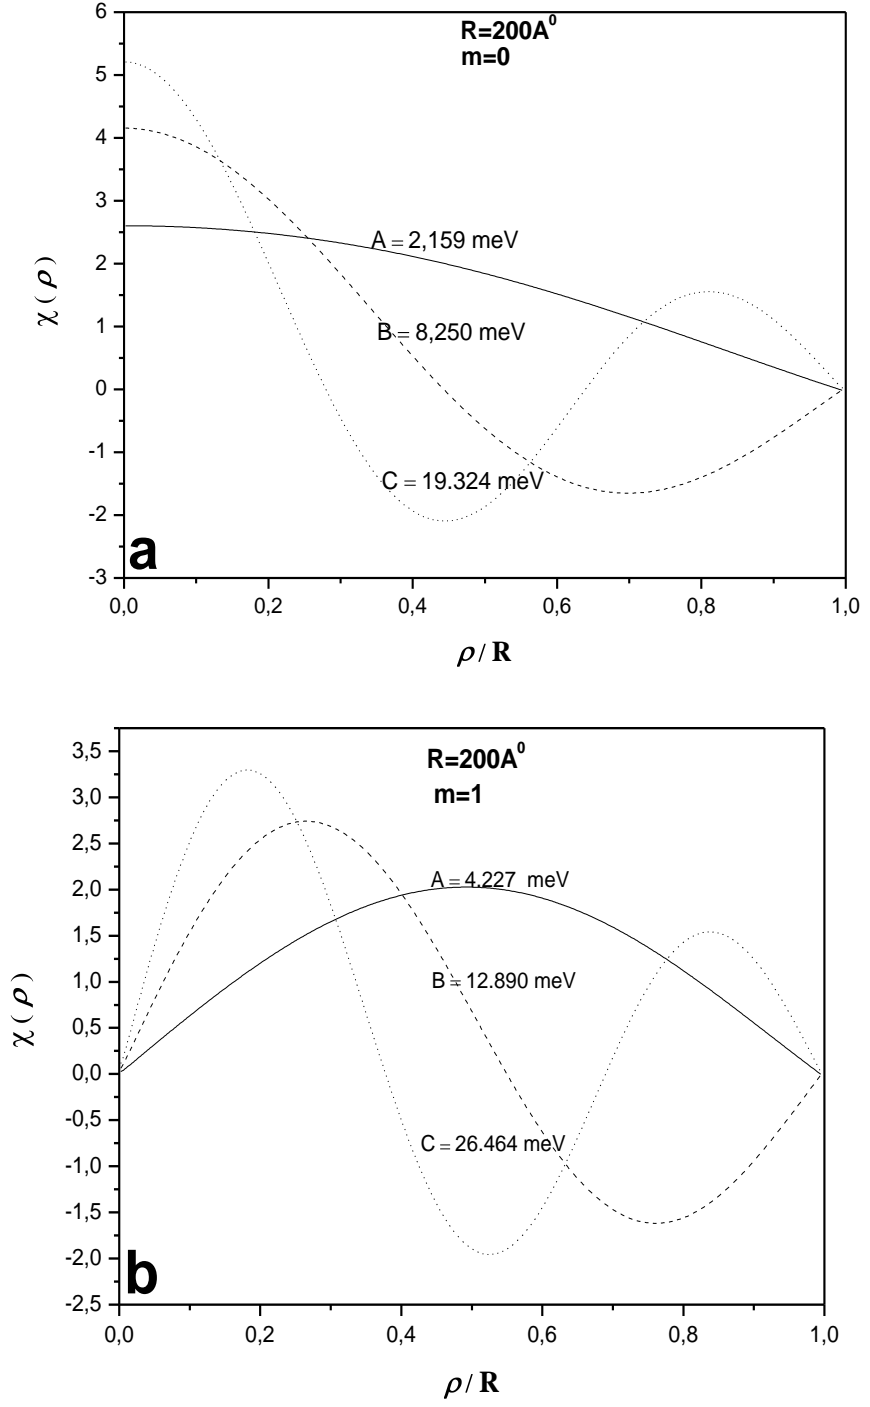 R=200A⁰
m=0
6
5
4
3
2
1
0
-1
-2
-3
χ ( ρ )
A = 2,159 meV
B = 8,250 meV
C = 19.324 meV
a
0,0 0,2 0,4 0,6 0,8 1,0
ρ / R
R=200A⁰
m=1
3,5
3,0
2,5
2,0
1,5
1,0
0,5
0,0
-0,5
-1,0
-1,5
-2,0
-2,5
χ ( ρ )
A = 4.227 meV
B = 12.890 meV
C = 26.464 meV
b
0,0 0,2 0,4 0,6 0,8 1,0
ρ / R